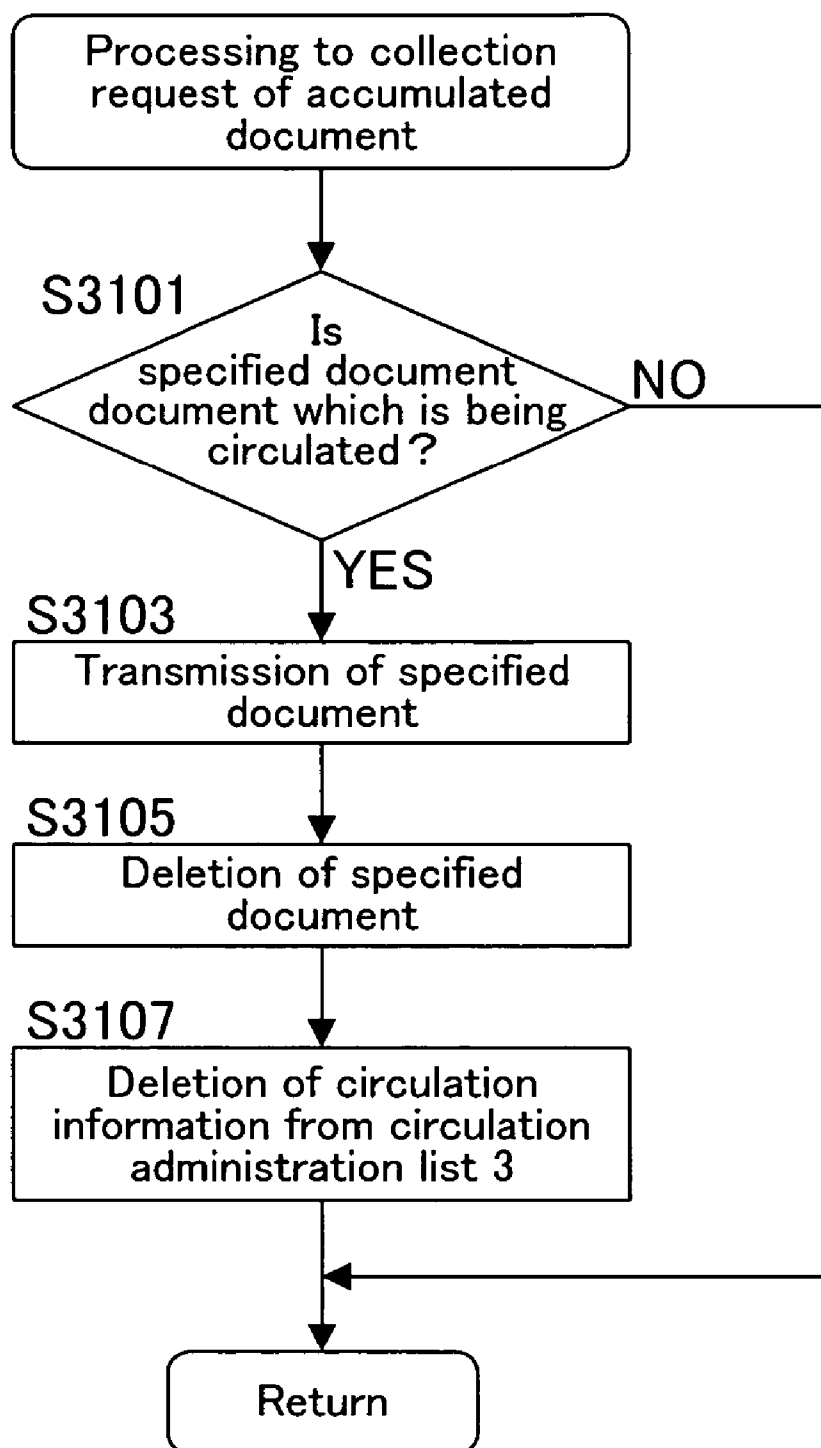 Processing to collection
request of accumulated
document
S3101
Is
specified document
document which is being
circulated?
NO
YES
S3103
Transmission of specified
document
S3105
Deletion of specified
document
S3107
Deletion of circulation
information from circulation
administration list 3
Return